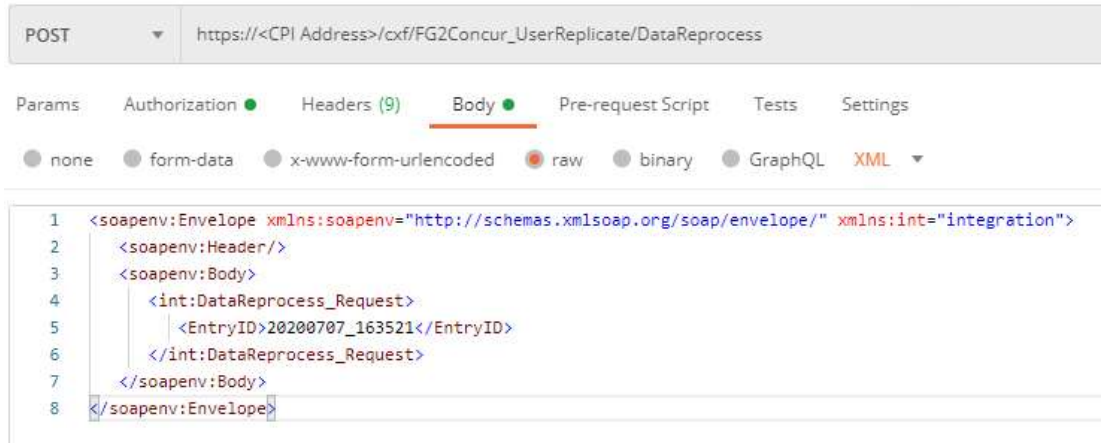 POST https://<CPI Address>/cxf/FG2Concur_UserReplicate/DataReprocess
Params Authorization Headers (9) Body Pre-request Script Tests Settings
none form-data x-www-form-urlencoded raw binary GraphQL XML
1 <soapenv:Envelope xmlns:soapenv="http://schemas.xmlsoap.org/soap/envelope/" xmlns:int="integration">
2 <soapenv:Header/>
3 <soapenv:Body>
4 <int:DataReprocess_Request>
5 <EntryID>20200707_163521</EntryID>
6 </int:DataReprocess_Request>
7 </soapenv:Body>
8 </soapenv:Envelope>